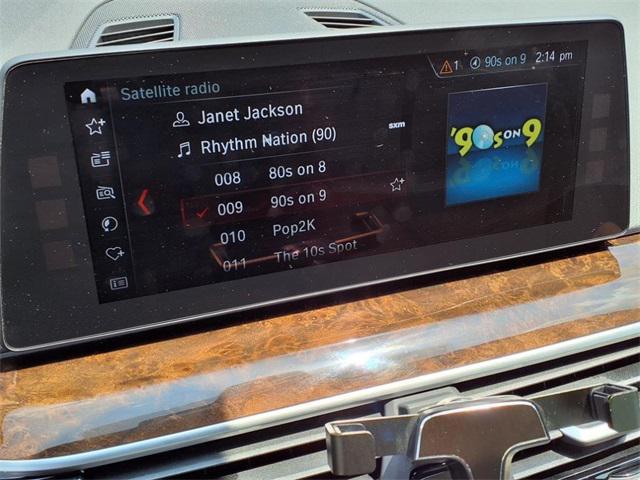 1 90s on 9 2:14 pm
Satellite radio
Janet Jackson
Rhythm Nation (90)
sxm
008 80s on 8
009 90s on 9
010 Pop2K
011 The 10s Spot
'90s ON 9